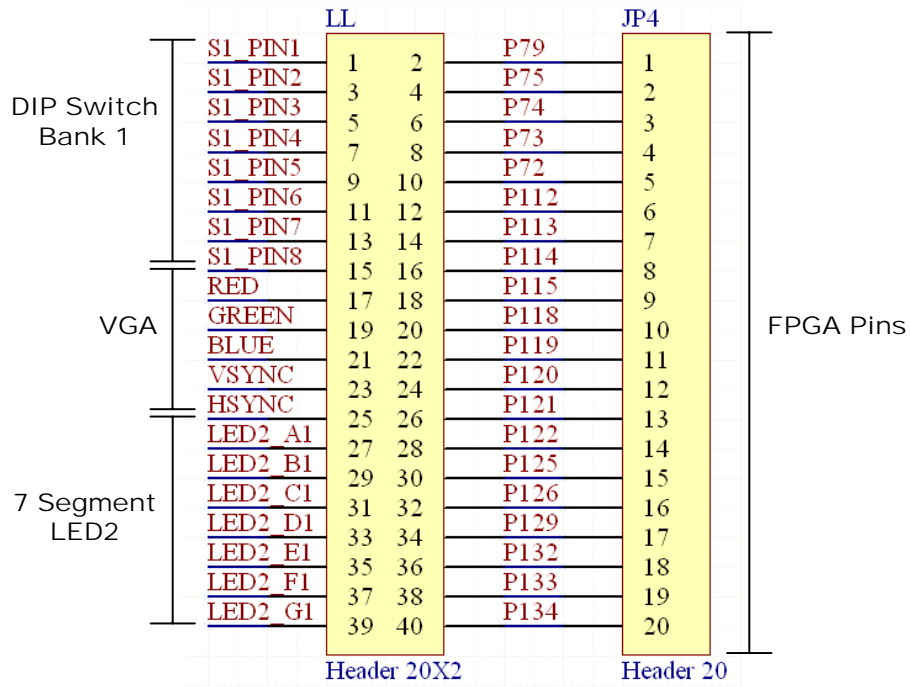 LL JP4
S1_PIN1 P79
1 2 1
S1_PIN2 P75
3 4 2
DIP Switch
Bank 1
S1_PIN3 P74
5 6 3
S1_PIN4 P73
7 8 4
S1_PIN5 P72
9 10 5
S1_PIN6 P112
11 12 6
S1_PIN7 P113
13 14 7
S1_PIN8 P114
15 16 8
RED P115
17 18 9
VGA
GREEN P118
19 20 10
FPGA Pins
BLUE P119
21 22 11
VSYNC P120
23 24 12
HSYNC P121
25 26 13
LED2_A1 P122
27 28 14
LED2_B1 P125
29 30 15
7 Segment
LED2
LED2_C1 P126
31 32 16
LED2_D1 P129
33 34 17
LED2_E1 P132
35 36 18
LED2_F1 P133
37 38 19
LED2_G1 P134
39 40 20
Header 20X2 Header 20